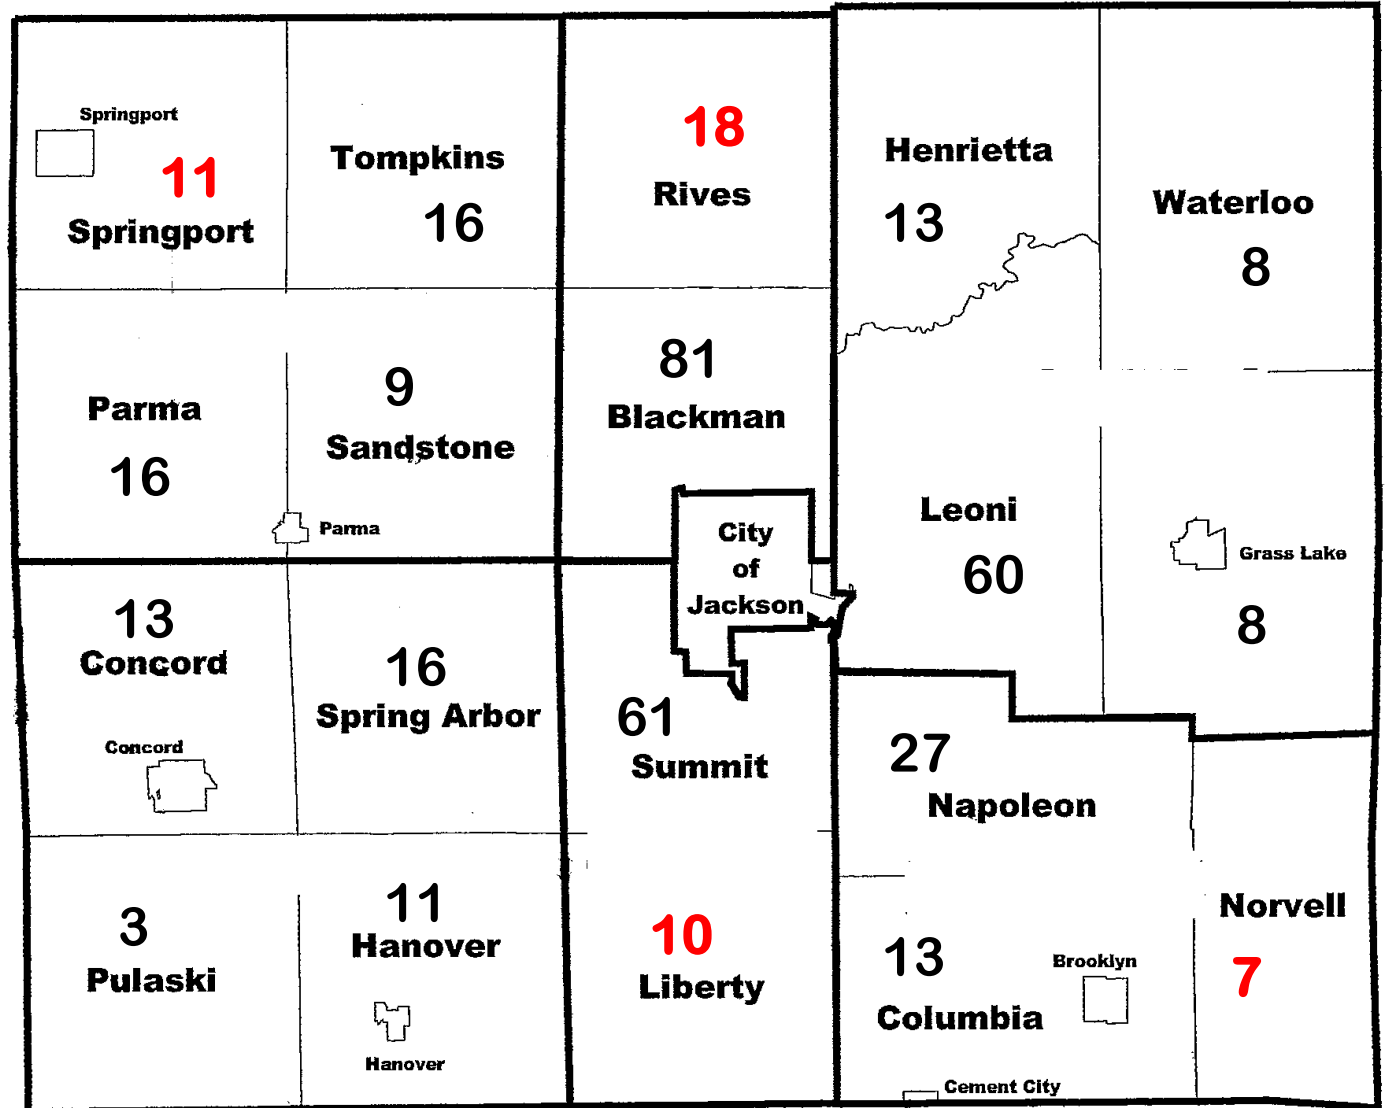 Springport
11
Springport
Tompkins
16
18
Rives
Henrietta
13
Waterloo
8
Parma
16
9
Sandstone
Parma
81
Blackman
City
of
Jackson
Leoni
60
Grass Lake
8
13
Concord
Concord
16
Spring Arbor
61
Summit
27
Napoleon
3
Pulaski
11
Hanover
Hanover
10
Liberty
13
Columbia
Brooklyn
Cement City
Norvell
7